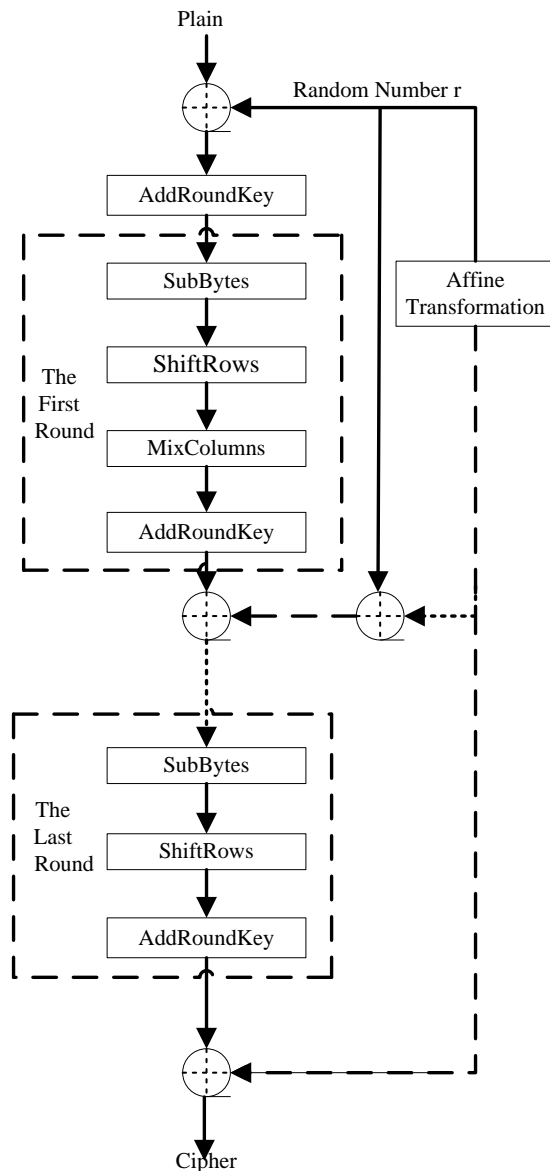 Plain
Random Number r
AddRoundKey
SubBytes
Affine
Transformation
ShiftRows
The
First
Round
MixColumns
AddRoundKey
SubBytes
The
Last
Round
ShiftRows
AddRoundKey
Cipher